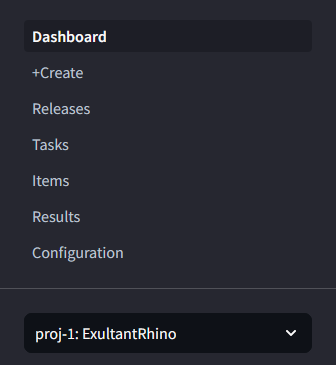 Dashboard
+Create
Releases
Tasks
Items
Results
Configuration
proj-1: ExultantRhino